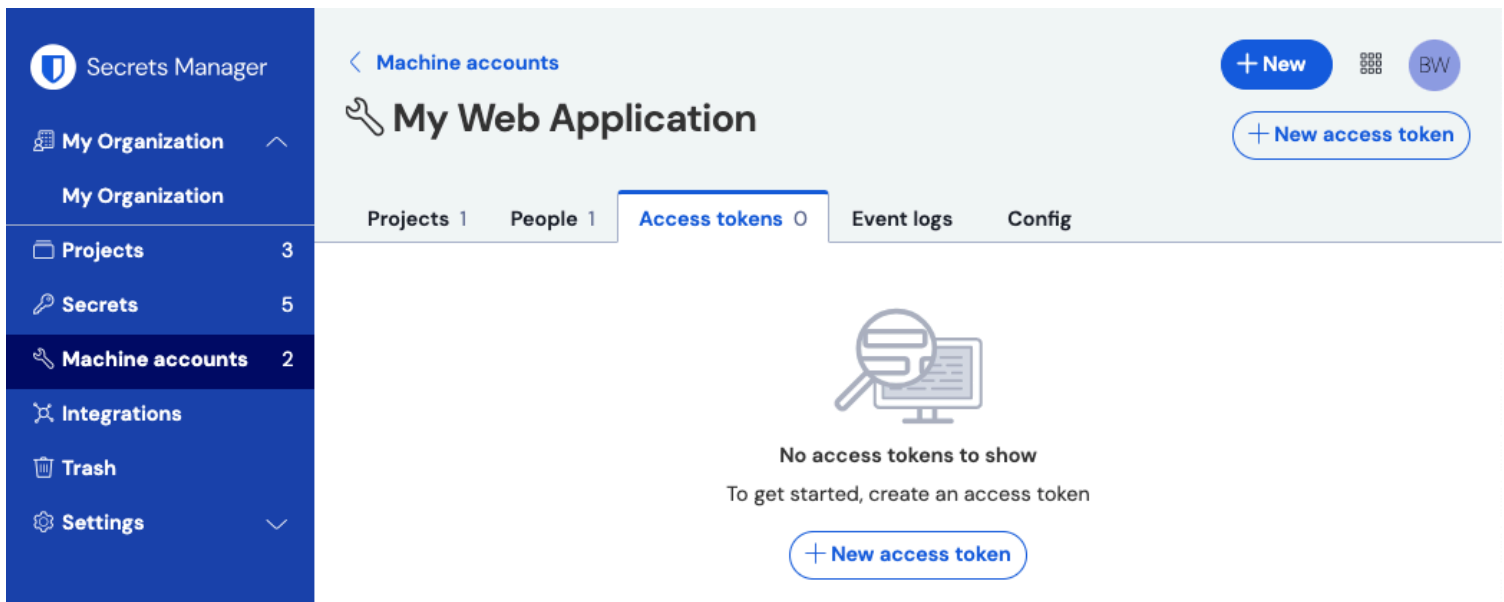 Secrets Manager
My Organization
My Organization
Projects 3
Secrets 5
Machine accounts 2
Integrations
Trash
Settings
Machine accounts
+ New
BW
My Web Application
+ New access token
Projects 1 People 1 Access tokens 0 Event logs Config
No access tokens to show
To get started, create an access token
+ New access token